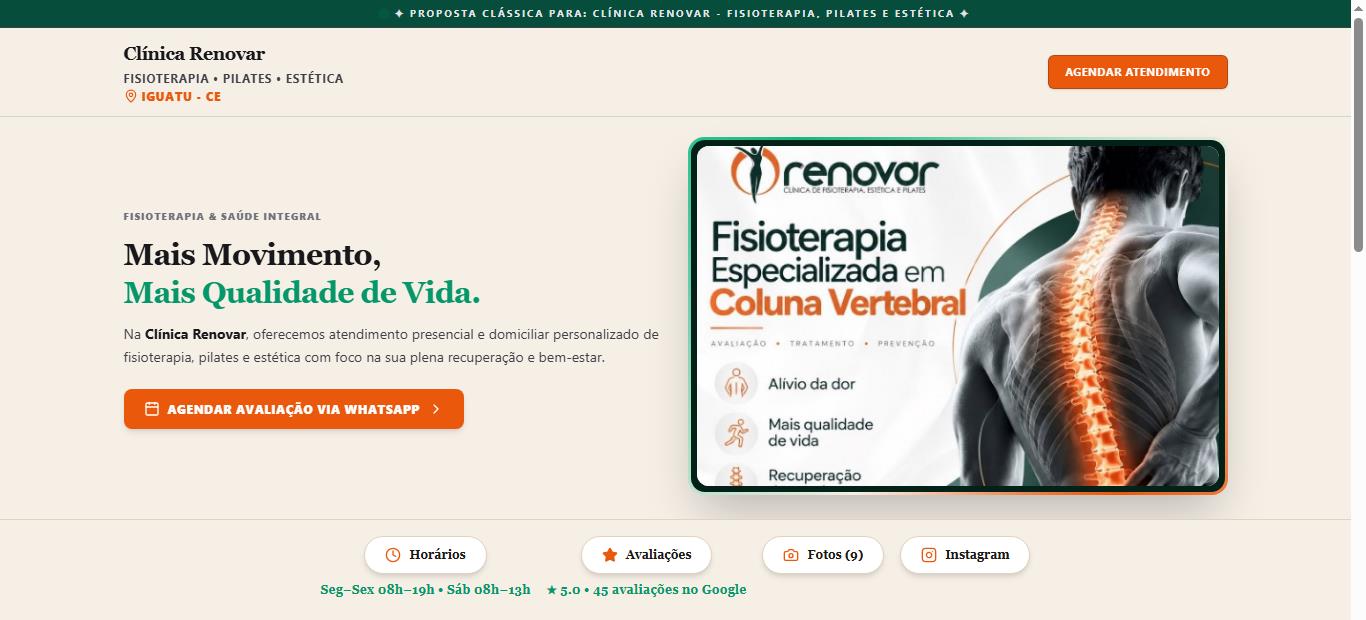 ✦ PROPOSTA CLÁSSICA PARA: CLÍNICA RENOVAR - FISIOTERAPIA, PILATES E ESTÉTICA ✦
Clínica Renovar
FISIOTERAPIA • PILATES • ESTÉTICA
IGUATU - CE
AGENDAR ATENDIMENTO
FISIOTERAPIA & SAÚDE INTEGRAL
Mais Movimento,
Mais Qualidade de Vida.
Na Clínica Renovar, oferecemos atendimento presencial e domiciliar personalizado de
fisioterapia, pilates e estética com foco na sua plena recuperação e bem-estar.
AGENDAR AVALIAÇÃO VIA WHATSAPP
renovar
CLÍNICA DE FISIOTERAPIA, ESTÉTICA E PILATES
Fisioterapia
Especializada em
Coluna Vertebral
AVALIAÇÃO • TRATAMENTO • PREVENÇÃO
Alívio da dor
Mais qualidade
de vida
Recuperação
Horários
Avaliações
Fotos (9)
Instagram
Seg–Sex 08h–19h • Sáb 08h–13h
★ 5.0 • 45 avaliações no Google